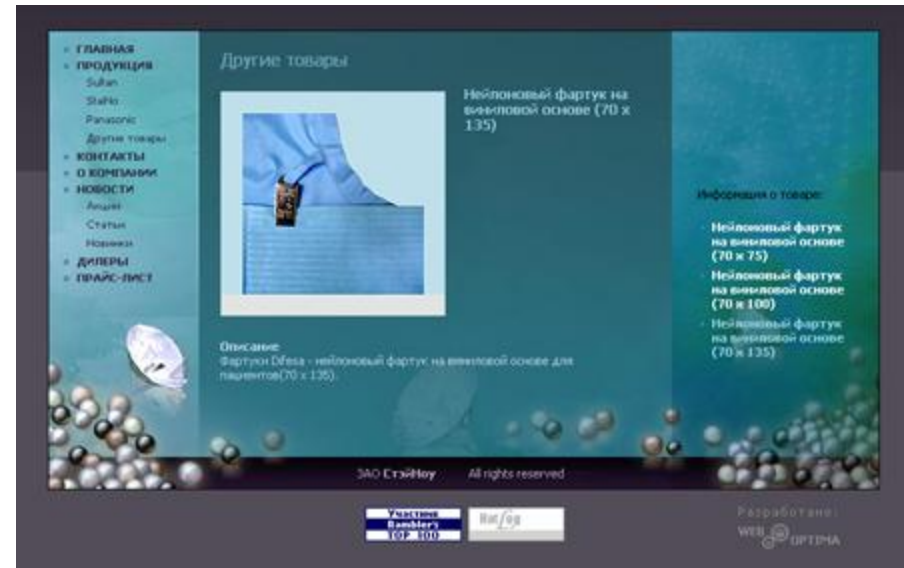 ГЛАВНАЯ
ПРОДУКЦИЯ
Sultan
StaiNo
Panasonic
Другие товары
КОНТАКТЫ
О КОМПАНИИ
НОВОСТИ
Акции
Статьи
Новинки
ДИЛЕРЫ
ПРАЙС-ЛИСТ
Другие товары
Нейлоновый фартук на
виниловой основе (70 x
135)
Описание
Фартуки Difesa - нейлоновый фартук на виниловой основе для
пациентов(70 x 135).
Информация о товаре:
Нейлоновый фартук
на виниловой основе
(70 x 75)
Нейлоновый фартук
на виниловой основе
(70 x 100)
Нейлоновый фартук
на виниловой основе
(70 x 135)
ЗАО СтэйНоу All rights reserved
Участник
Rambler's
TOP 100
HotLog
Разработано:
WEB OPTIMA